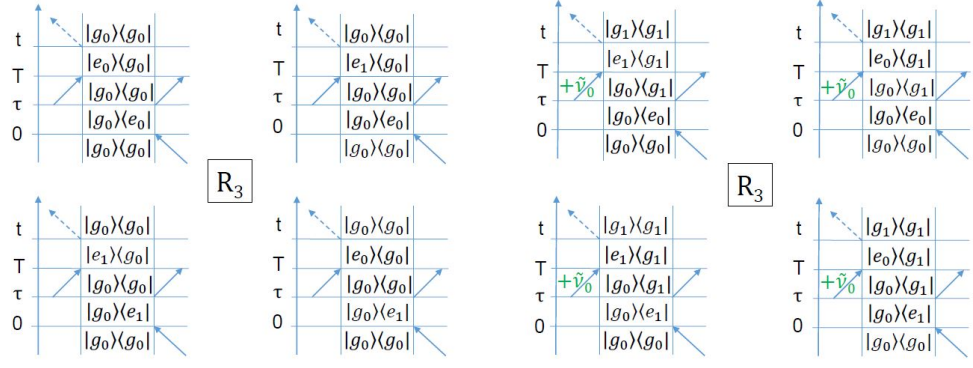 t |g₀⟩⟨g₀|
T |e₀⟩⟨g₀|
τ |g₀⟩⟨g₀|
0 |g₀⟩⟨e₀|
|g₀⟩⟨g₀|
t |g₀⟩⟨g₀|
T |e₁⟩⟨g₀|
τ |g₀⟩⟨g₀|
0 |g₀⟩⟨e₀|
|g₀⟩⟨g₀|
R₃
t |g₀⟩⟨g₀|
T |e₁⟩⟨g₀|
τ |g₀⟩⟨g₀|
0 |g₀⟩⟨e₁|
|g₀⟩⟨g₀|
t |g₀⟩⟨g₀|
T |e₀⟩⟨g₀|
τ |g₀⟩⟨g₀|
0 |g₀⟩⟨e₁|
|g₀⟩⟨g₀|
t |g₁⟩⟨g₁|
T |e₁⟩⟨g₁|
τ +ν̃₀ |g₀⟩⟨g₁|
0 |g₀⟩⟨e₀|
|g₀⟩⟨g₀|
t |g₁⟩⟨g₁|
T |e₀⟩⟨g₁|
τ +ν̃₀ |g₀⟩⟨g₁|
0 |g₀⟩⟨e₀|
|g₀⟩⟨g₀|
R₃
t |g₁⟩⟨g₁|
T |e₁⟩⟨g₁|
τ +ν̃₀ |g₀⟩⟨g₁|
0 |g₀⟩⟨e₁|
|g₀⟩⟨g₀|
t |g₁⟩⟨g₁|
T |e₀⟩⟨g₁|
τ +ν̃₀ |g₀⟩⟨g₁|
0 |g₀⟩⟨e₁|
|g₀⟩⟨g₀|